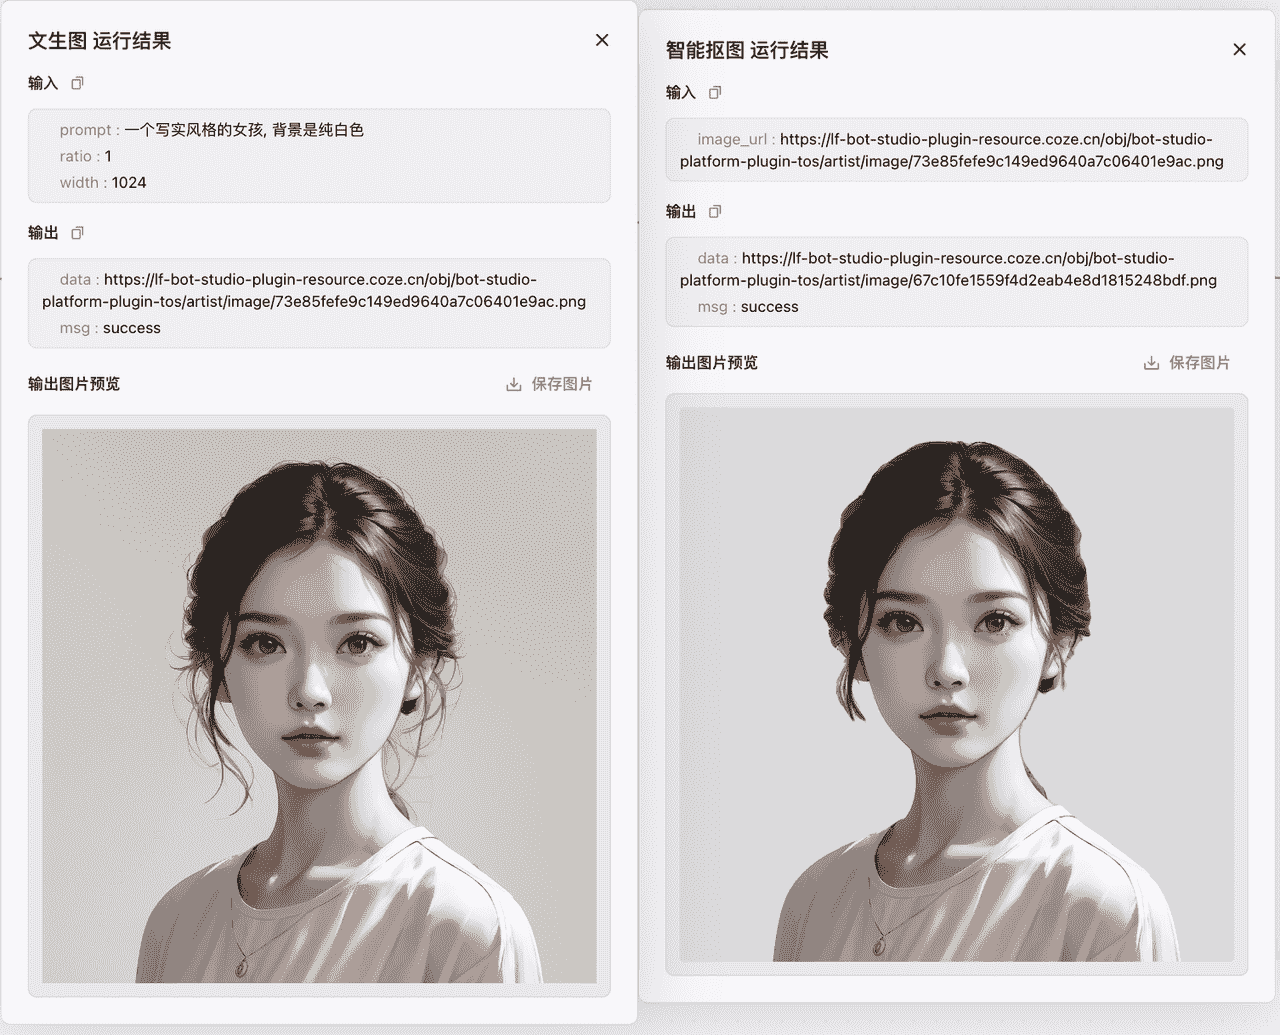 文生图 运行结果
输入
prompt : 一个写实风格的女孩, 背景是纯白色
ratio : 1
width : 1024
输出
data : https://lf-bot-studio-plugin-resource.coze.cn/obj/bot-studio-
platform-plugin-tos/artist/image/73e85fefe9c149ed9640a7c06401e9ac.png
msg : success
输出图片预览
保存图片
智能抠图 运行结果
输入
image_url : https://lf-bot-studio-plugin-resource.coze.cn/obj/bot-studio-
platform-plugin-tos/artist/image/73e85fefe9c149ed9640a7c06401e9ac.png
输出
data : https://lf-bot-studio-plugin-resource.coze.cn/obj/bot-studio-
platform-plugin-tos/artist/image/67c10fe1559f4d2eab4e8d1815248bdf.png
msg : success
输出图片预览
保存图片